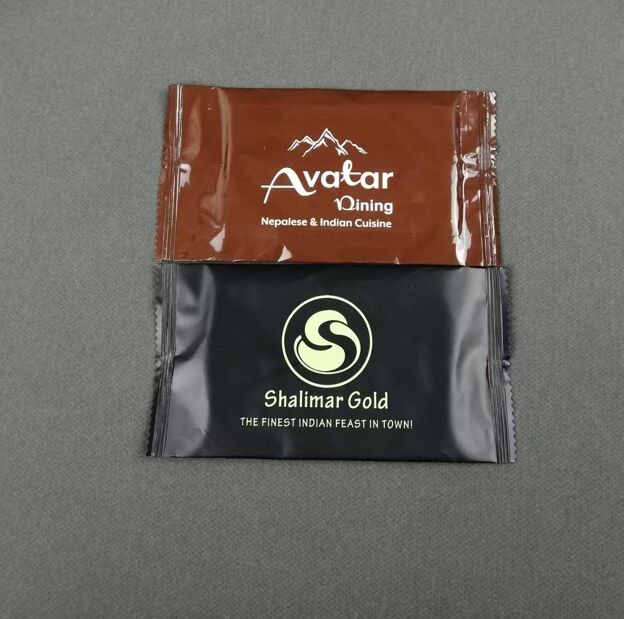 Avatar
Dining
Nepalese & Indian Cuisine
Shalimar Gold
THE FINEST INDIAN FEAST IN TOWN!